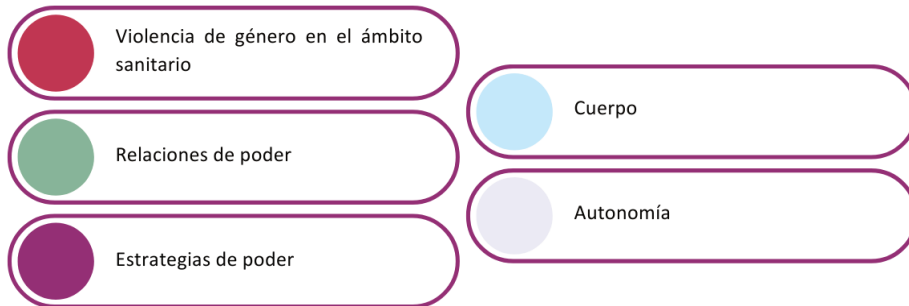 Violencia de género en el ámbito
sanitario
Relaciones de poder
Estrategias de poder
Cuerpo
Autonomía